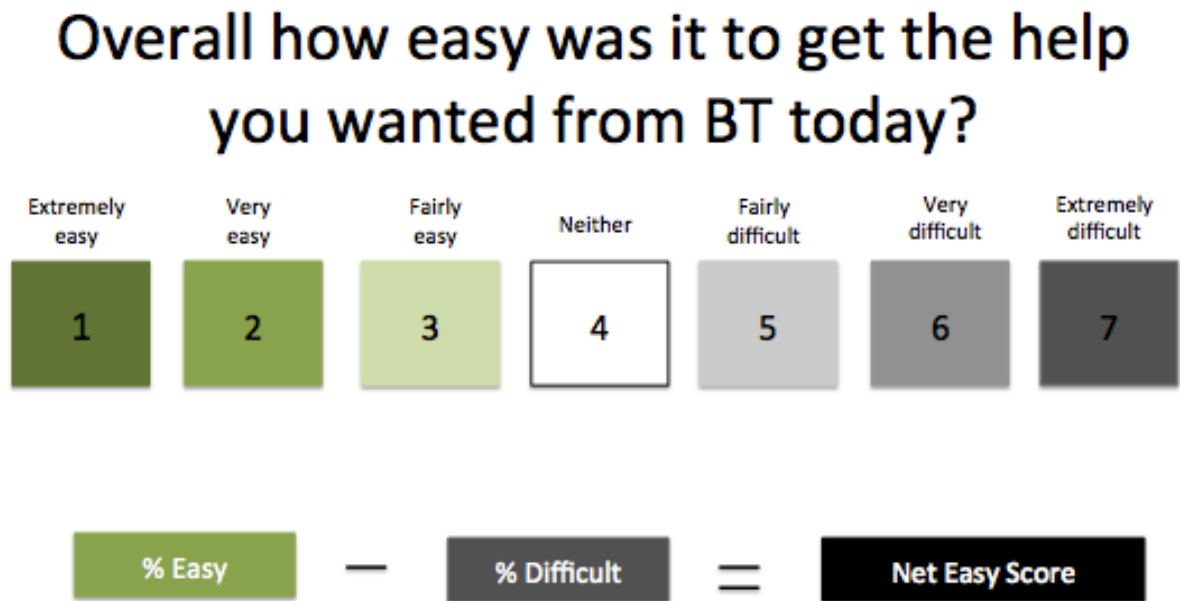 Overall how easy was it to get the help
you wanted from BT today?
Extremely
easy
Very
easy
Fairly
easy
Neither
Fairly
difficult
Very
difficult
Extremely
difficult
1
2
3
4
5
6
7
% Easy — % Difficult = Net Easy Score